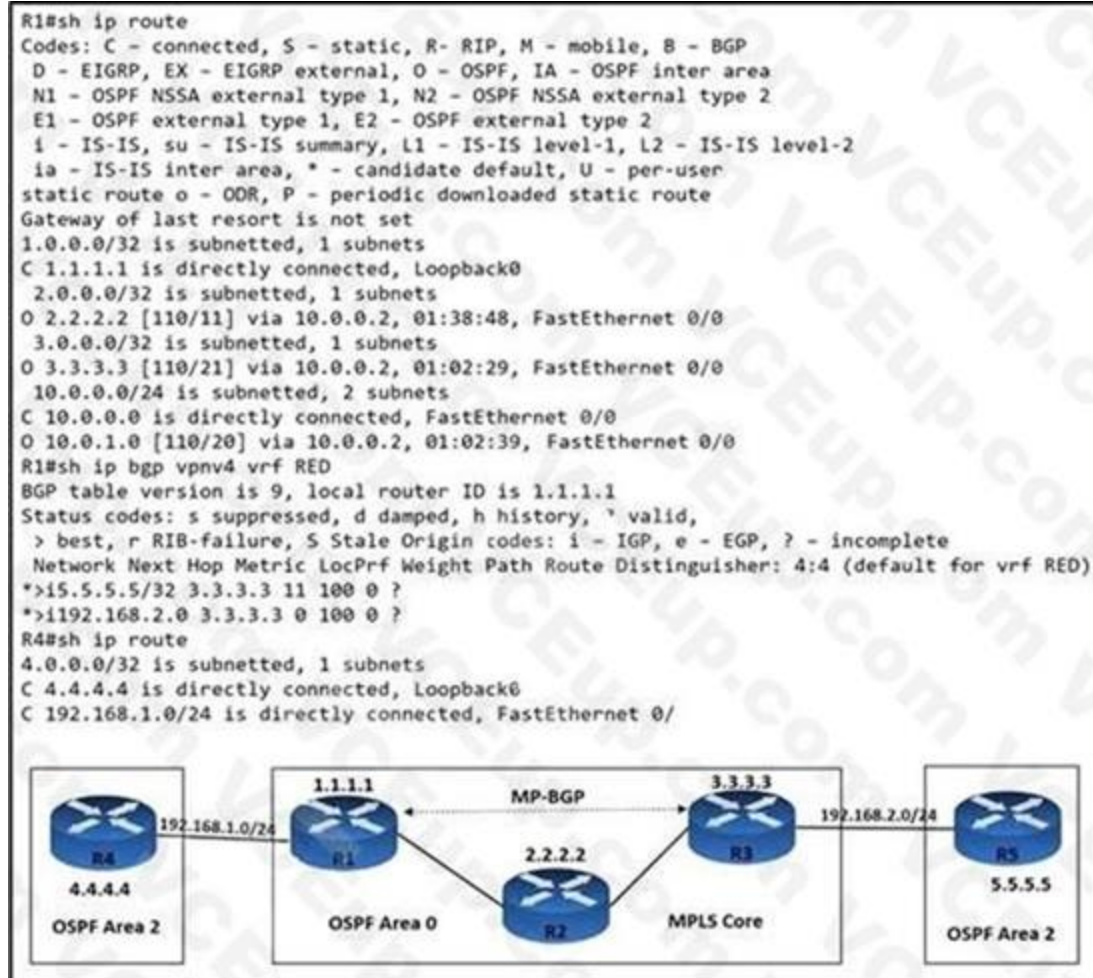 R1#sh ip route
Codes: C - connected, S - static, R- RIP, M - mobile, B - BGP
D - EIGRP, EX - EIGRP external, O - OSPF, IA - OSPF inter area
N1 - OSPF NSSA external type 1, N2 - OSPF NSSA external type 2
E1 - OSPF external type 1, E2 - OSPF external type 2
i - IS-IS, su - IS-IS summary, L1 - IS-IS level-1, L2 - IS-IS level-2
ia - IS-IS inter area, * - candidate default, U - per-user
static route o - ODR, P - periodic downloaded static route
Gateway of last resort is not set
1.0.0.0/32 is subnetted, 1 subnets
C 1.1.1.1 is directly connected, Loopback0
2.0.0.0/32 is subnetted, 1 subnets
O 2.2.2.2 [110/11] via 10.0.0.2, 01:38:48, FastEthernet 0/0
3.0.0.0/32 is subnetted, 1 subnets
O 3.3.3.3 [110/21] via 10.0.0.2, 01:02:29, FastEthernet 0/0
10.0.0.0/24 is subnetted, 2 subnets
C 10.0.0.0 is directly connected, FastEthernet 0/0
O 10.0.1.0 [110/20] via 10.0.0.2, 01:02:39, FastEthernet 0/0
R1#sh ip bgp vpnv4 vrf RED
BGP table version is 9, local router ID is 1.1.1.1
Status codes: s suppressed, d damped, h history, ' valid,
> best, r RIB-failure, S Stale Origin codes: i - IGP, e - EGP, ? - incomplete
Network Next Hop Metric LocPrf Weight Path Route Distinguisher: 4:4 (default for vrf RED)
*>i5.5.5.5/32 3.3.3.3 11 100 0 ?
*>i192.168.2.0 3.3.3.3 0 100 0 ?
R4#sh ip route
4.0.0.0/32 is subnetted, 1 subnets
C 4.4.4.4 is directly connected, Loopback0
C 192.168.1.0/24 is directly connected, FastEthernet 0/
1.1.1.1
MP-BGP
3.3.3.3
192.168.1.0/24
192.168.2.0/24
R4
R1
2.2.2.2
R3
R5
4.4.4.4
5.5.5.5
OSPF Area 2
OSPF Area 0
R2
MPLS Core
OSPF Area 2
VCEup.com